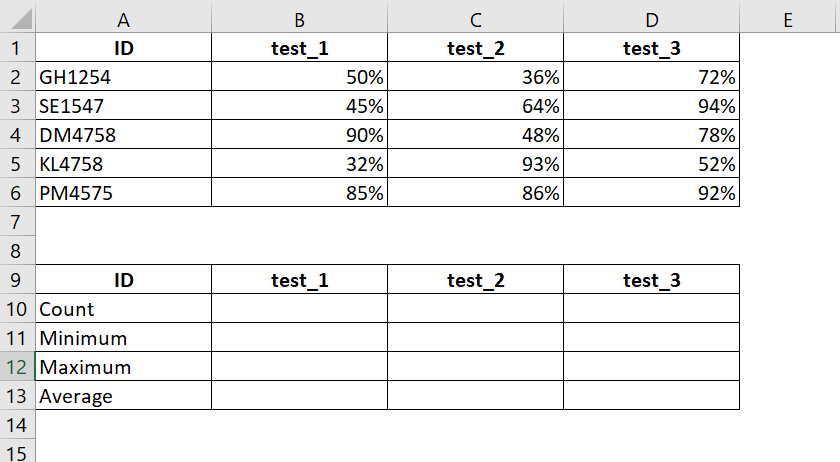 A B C D E
1 ID test_1 test_2 test_3
2 GH1254 50% 36% 72%
3 SE1547 45% 64% 94%
4 DM4758 90% 48% 78%
5 KL4758 32% 93% 52%
6 PM4575 85% 86% 92%
7
8
9 ID test_1 test_2 test_3
10 Count
11 Minimum
12 Maximum
13 Average
14
15